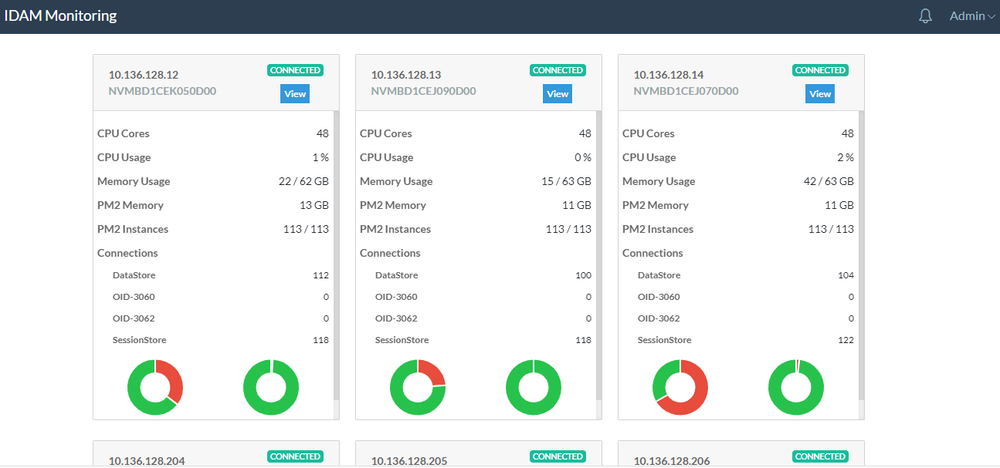 IDAM Monitoring
Admin
10.136.128.12
CONNECTED
NVMBD1CEK050D00
View
CPU Cores 48
CPU Usage 1 %
Memory Usage 22 / 62 GB
PM2 Memory 13 GB
PM2 Instances 113 / 113
Connections
DataStore 112
OID-3060 0
OID-3062 0
SessionStore 118
10.136.128.13
CONNECTED
NVMBD1CEJ090D00
View
CPU Cores 48
CPU Usage 0 %
Memory Usage 15 / 63 GB
PM2 Memory 11 GB
PM2 Instances 113 / 113
Connections
DataStore 100
OID-3060 0
OID-3062 0
SessionStore 118
10.136.128.14
CONNECTED
NVMBD1CEJ070D00
View
CPU Cores 48
CPU Usage 2 %
Memory Usage 42 / 63 GB
PM2 Memory 11 GB
PM2 Instances 113 / 113
Connections
DataStore 104
OID-3060 0
OID-3062 0
SessionStore 122
10.136.128.204
CONNECTED
10.136.128.205
CONNECTED
10.136.128.206
CONNECTED